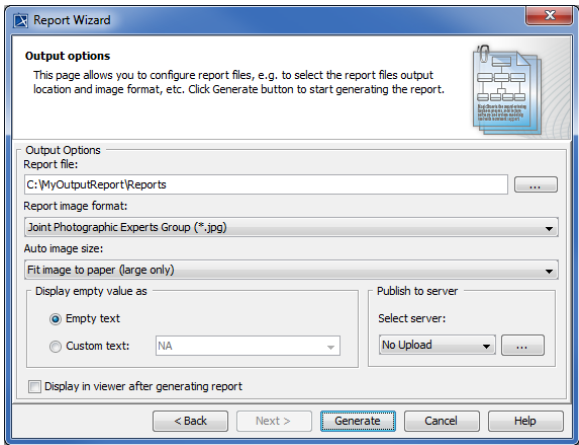 Report Wizard
Output options
This page allows you to configure report files, e.g. to select the report files output
location and image format, etc. Click Generate button to start generating the report.
Output Options
Report file:
C:\MyOutputReport\Reports
...
Report image format:
Joint Photographic Experts Group (*.jpg)
Auto image size:
Fit image to paper (large only)
Display empty value as
Empty text
Custom text: NA
Publish to server
Select server:
No Upload ...
Display in viewer after generating report
< Back Next > Generate Cancel Help